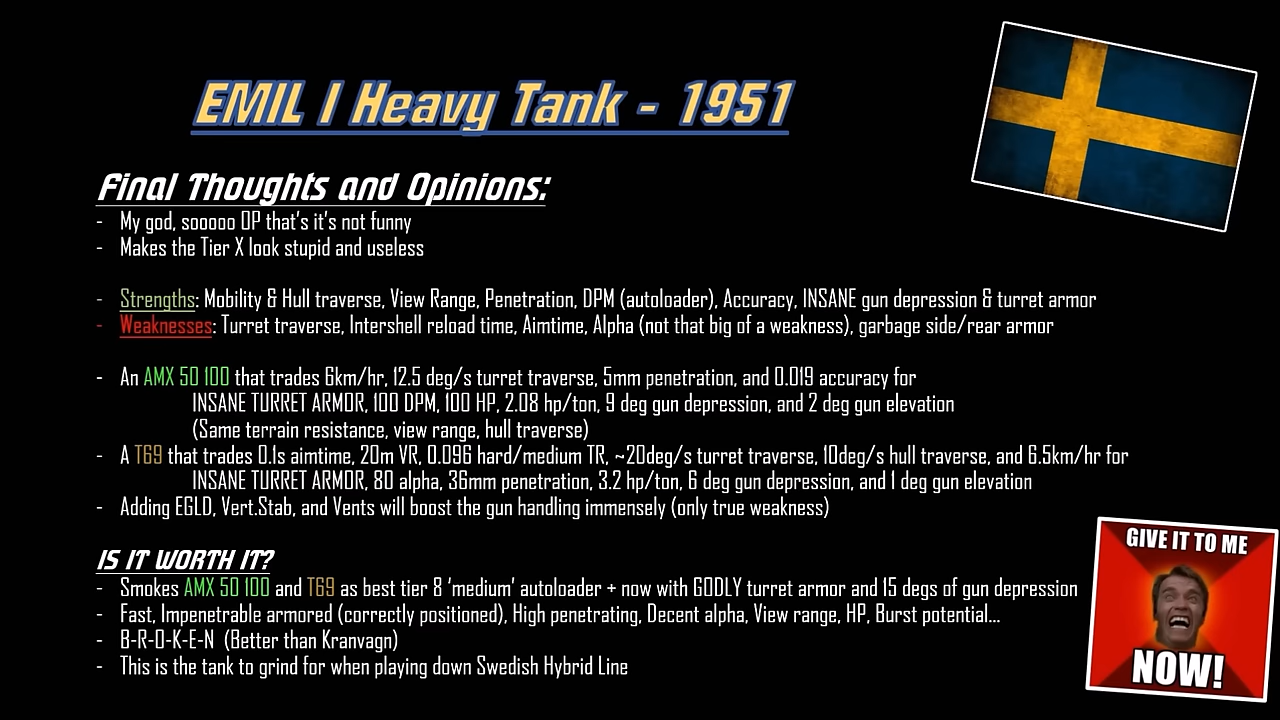 EMIL I Heavy Tank - 1951
Final Thoughts and Opinions:
- My god, sooooo OP that's it's not funny
- Makes the Tier X look stupid and useless
- Strengths: Mobility & Hull traverse, View Range, Penetration, DPM (autoloader), Accuracy, INSANE gun depression & turret armor
- Weaknesses: Turret traverse, Intershell reload time, Aimtime, Alpha (not that big of a weakness), garbage side/rear armor
- An AMX 50 100 that trades 6km/hr, 12.5 deg/s turret traverse, 5mm penetration, and 0.019 accuracy for
INSANE TURRET ARMOR, 100 DPM, 100 HP, 2.08 hp/ton, 9 deg gun depression, and 2 deg gun elevation
(Same terrain resistance, view range, hull traverse)
- A T69 that trades 0.1s aimtime, 20m VR, 0.096 hard/medium TR, ~20deg/s turret traverse, 10deg/s hull traverse, and 6.5km/hr for
INSANE TURRET ARMOR, 80 alpha, 36mm penetration, 3.2 hp/ton, 6 deg gun depression, and 1 deg gun elevation
- Adding EGLD, Vert.Stab, and Vents will boost the gun handling immensely (only true weakness)
IS IT WORTH IT?
- Smokes AMX 50 100 and T69 as best tier 8 'medium' autoloader + now with GODLY turret armor and 15 degs of gun depression
- Fast, Impenetrable armored (correctly positioned), High penetrating, Decent alpha, View range, HP, Burst potential...
- B-R-O-K-E-N (Better than Kranvagn)
- This is the tank to grind for when playing down Swedish Hybrid Line
GIVE IT TO ME
NOW!